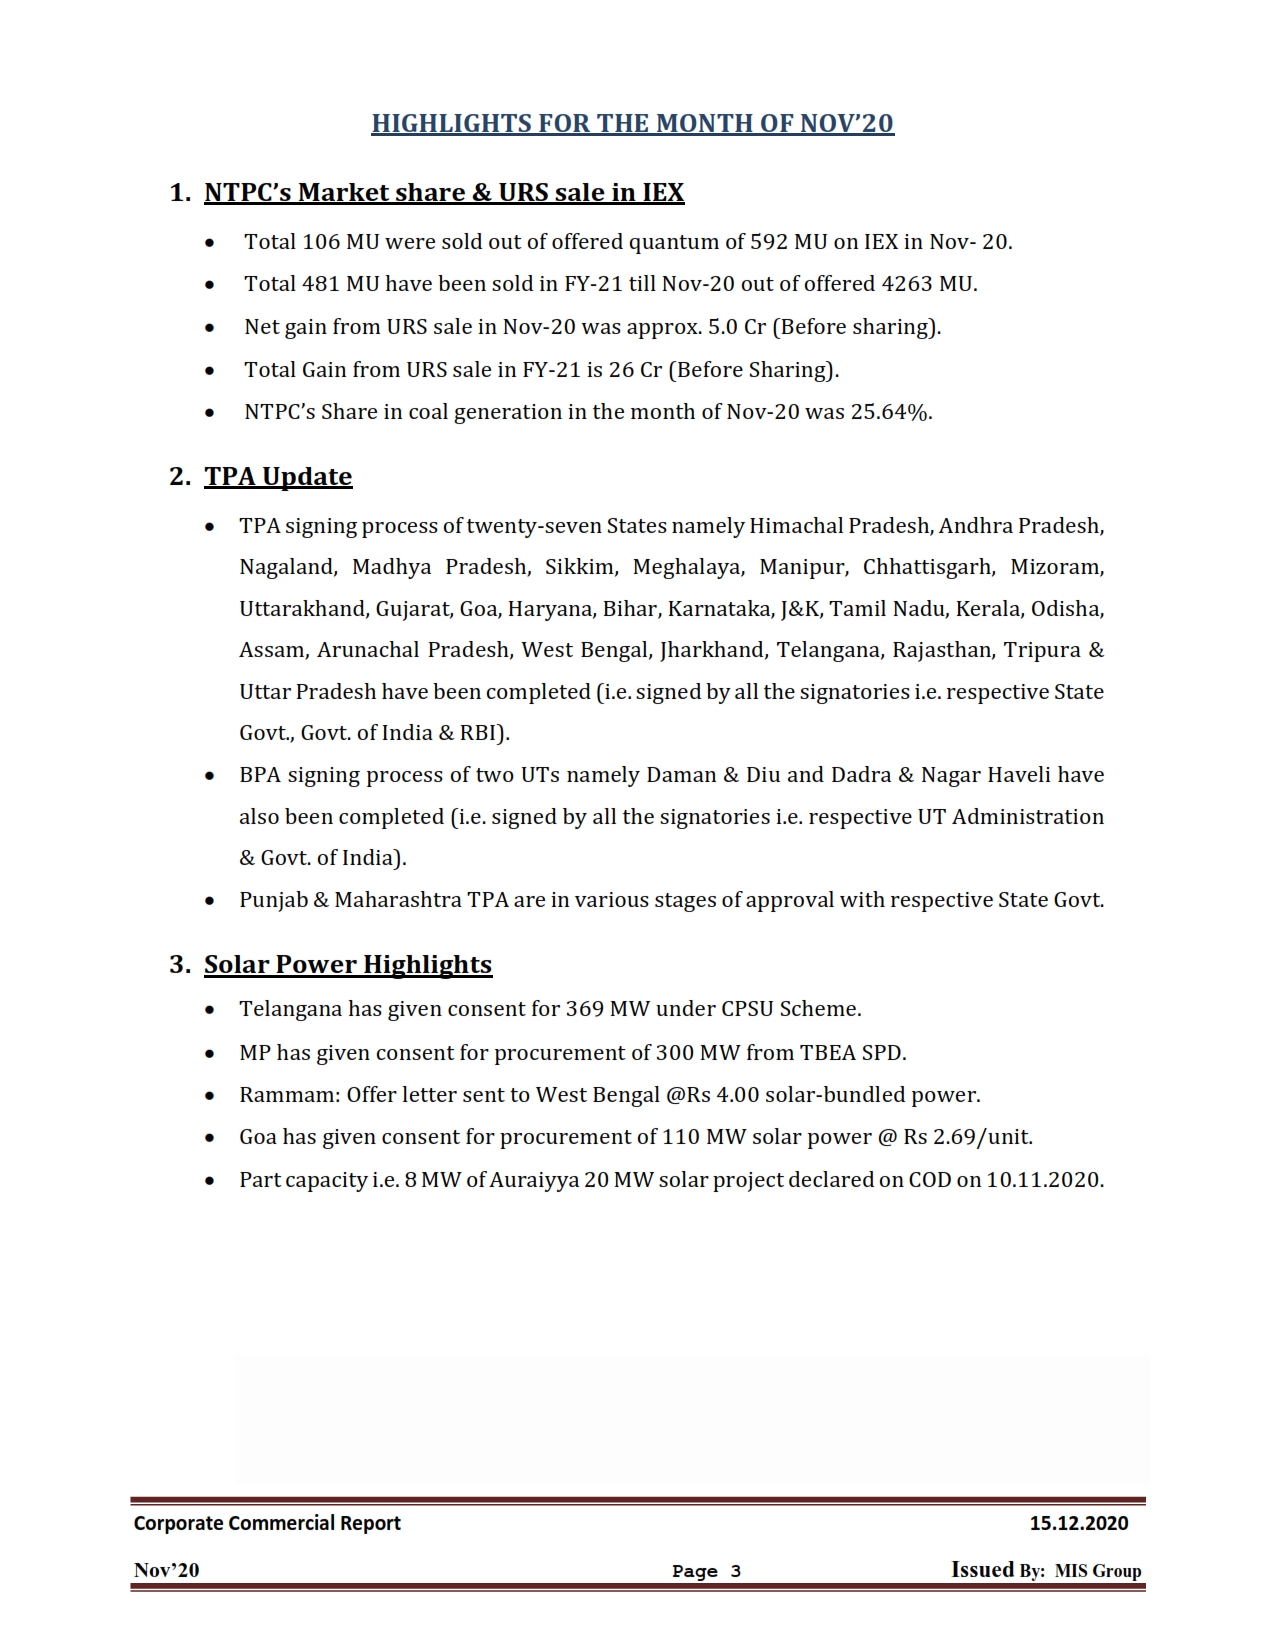 HIGHLIGHTS FOR THE MONTH OF NOV’20
1. NTPC’s Market share & URS sale in IEX
• Total 106 MU were sold out of offered quantum of 592 MU on IEX in Nov- 20.
• Total 481 MU have been sold in FY-21 till Nov-20 out of offered 4263 MU.
• Net gain from URS sale in Nov-20 was approx. 5.0 Cr (Before sharing).
• Total Gain from URS sale in FY-21 is 26 Cr (Before Sharing).
• NTPC’s Share in coal generation in the month of Nov-20 was 25.64%.
2. TPA Update
• TPA signing process of twenty-seven States namely Himachal Pradesh, Andhra Pradesh,
Nagaland, Madhya Pradesh, Sikkim, Meghalaya, Manipur, Chhattisgarh, Mizoram,
Uttarakhand, Gujarat, Goa, Haryana, Bihar, Karnataka, J&K, Tamil Nadu, Kerala, Odisha,
Assam, Arunachal Pradesh, West Bengal, Jharkhand, Telangana, Rajasthan, Tripura &
Uttar Pradesh have been completed (i.e. signed by all the signatories i.e. respective State
Govt., Govt. of India & RBI).
• BPA signing process of two UTs namely Daman & Diu and Dadra & Nagar Haveli have
also been completed (i.e. signed by all the signatories i.e. respective UT Administration
& Govt. of India).
• Punjab & Maharashtra TPA are in various stages of approval with respective State Govt.
3. Solar Power Highlights
• Telangana has given consent for 369 MW under CPSU Scheme.
• MP has given consent for procurement of 300 MW from TBEA SPD.
• Rammam: Offer letter sent to West Bengal @Rs 4.00 solar-bundled power.
• Goa has given consent for procurement of 110 MW solar power @ Rs 2.69/unit.
• Part capacity i.e. 8 MW of Auraiyya 20 MW solar project declared on COD on 10.11.2020.
Corporate Commercial Report 15.12.2020
Nov’20 Page 3 Issued By: MIS Group